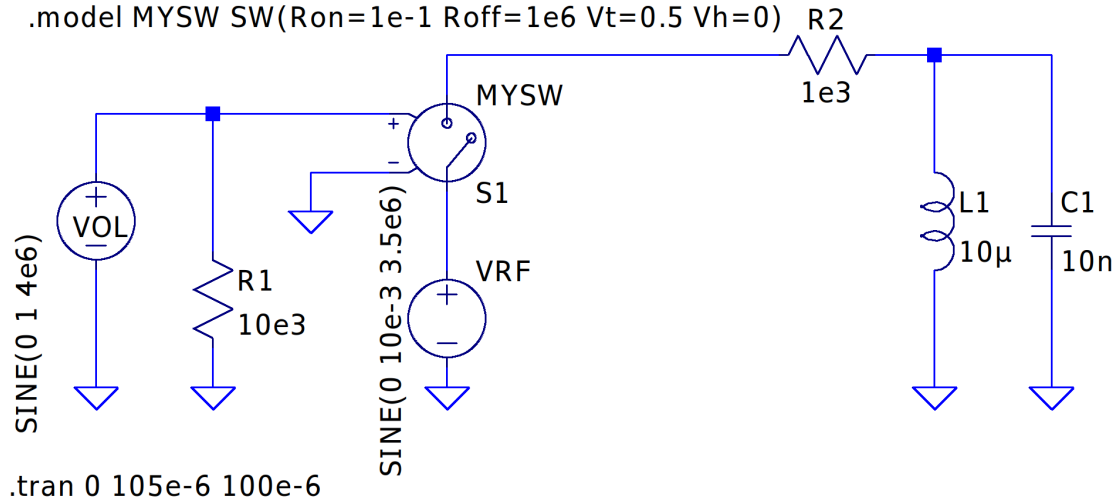 .model MYSW SW(Ron=1e-1 Roff=1e6 Vt=0.5 Vh=0)
R2
1e3
MYSW
+
−
S1
+
VOL
−
SINE(0 1 4e6)
R1
10e3
SINE(0 10e-3 3.5e6)
VRF
+
−
L1
10µ
C1
10n
.tran 0 105e-6 100e-6